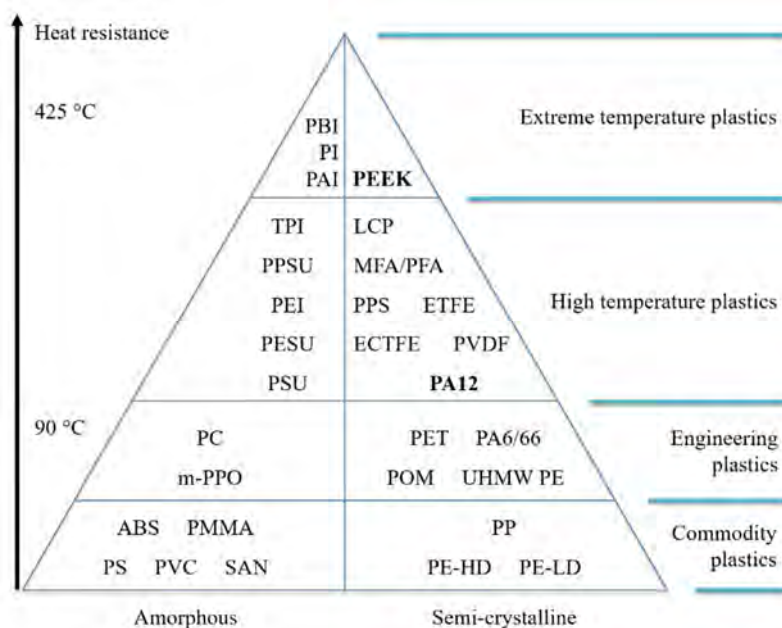 Heat resistance
425 °C
Extreme temperature plastics
PBI
PI
PAI PEEK
TPI LCP
PPSU MFA/PFA
High temperature plastics
PEI PPS ETFE
PESU ECTFE PVDF
PSU PA12
90 °C
PC PET PA6/66
Engineering
plastics
m-PPO POM UHMW PE
ABS PMMA PP
Commodity
plastics
PS PVC SAN PE-HD PE-LD
Amorphous Semi-crystalline